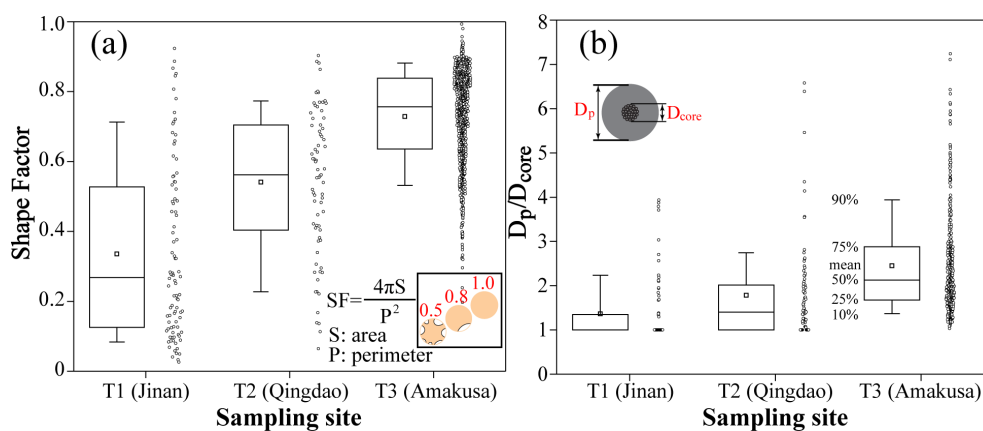 (a)
1.0
0.8
0.6
0.4
0.2
0
Shape Factor
SF=4πS/P²
S: area
P: perimeter
0.5 0.8 1.0
T1 (Jinan) T2 (Qingdao) T3 (Amakusa)
Sampling site
(b)
8
7
6
5
4
3
2
1
0
Dp/Dcore
Dp
Dcore
90%
75%
mean
50%
25%
10%
T1 (Jinan) T2 (Qingdao) T3 (Amakusa)
Sampling site